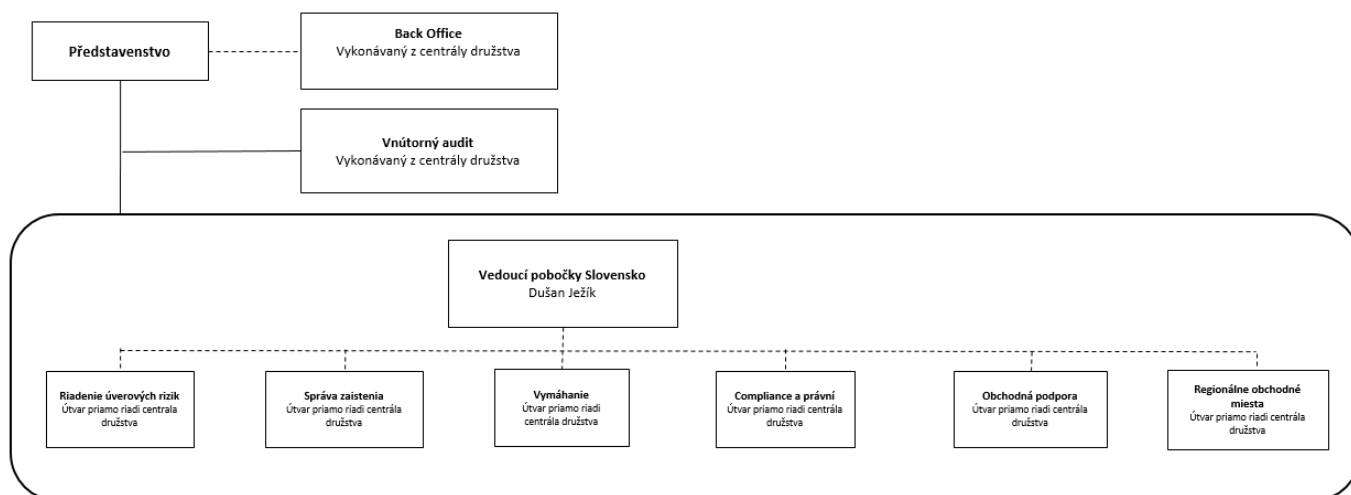 Představenstvo
Back Office
Vykonávaný z centrály družstva
Vnútorný audit
Vykonávaný z centrály družstva
Vedoucí pobočky Slovensko
Dušan Ježík
Riadenie úverových rizik
Útvar priamo riadi centrala
družstva
Správa zaistenia
Útvar priamo riadi centrála
družstva
Vymáhanie
Útvar priamo riadi
centrála družstva
Compliance a právní
Útvar priamo riadi centrála
družstva
Obchodná podpora
Útvar priamo riadi centrála
družstva
Regionálne obchodné
miesta
Útvar priamo riadi centrála
družstva